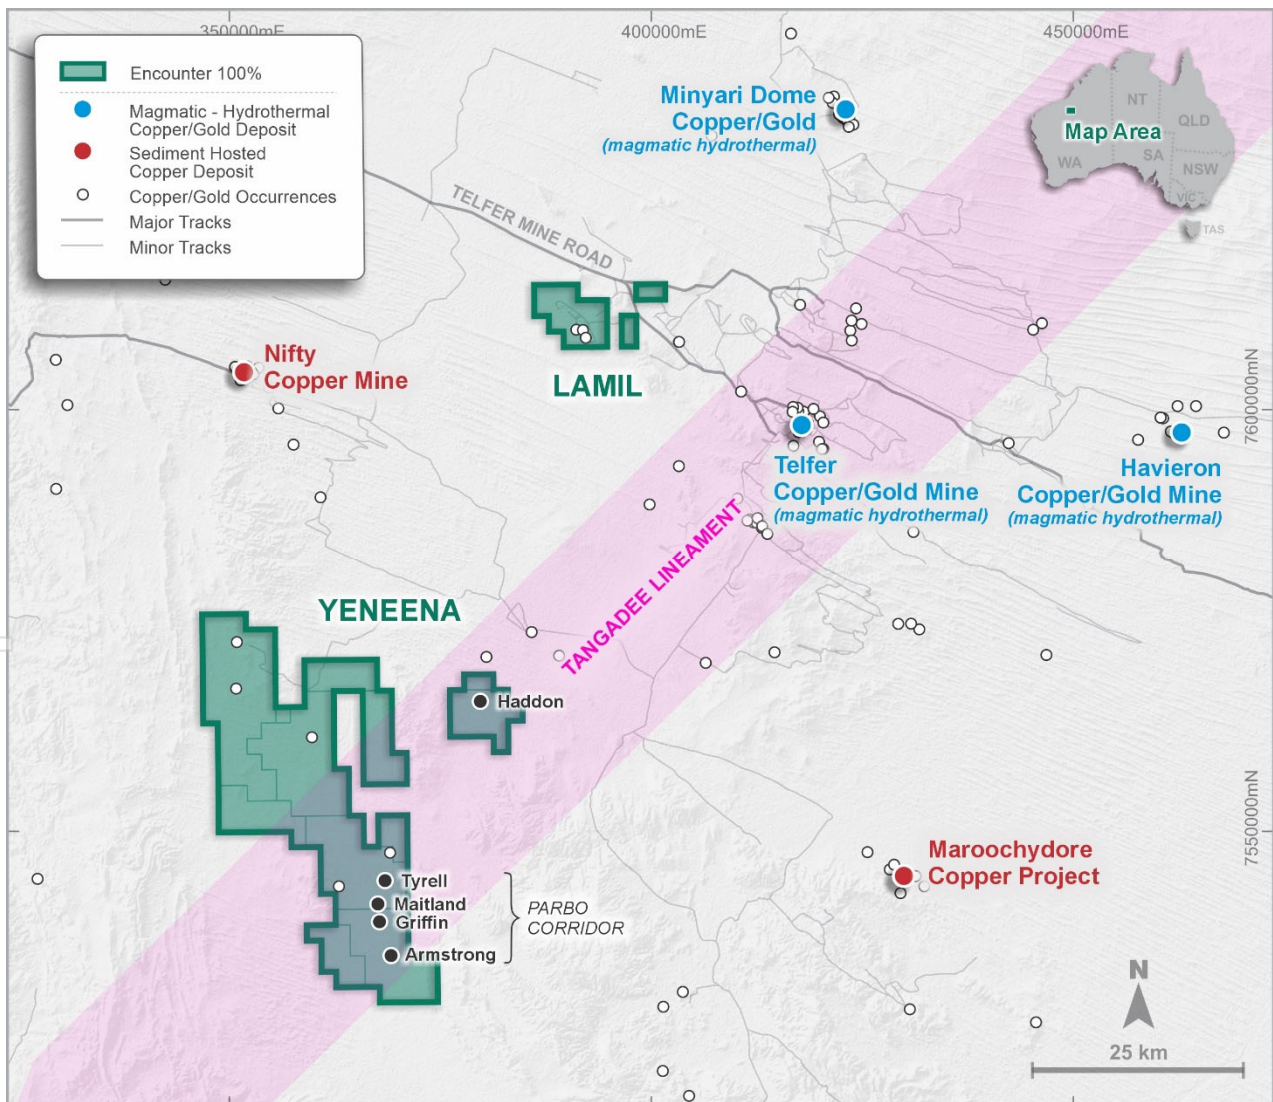 350000mE
400000mE
450000mE
Encounter 100%
Magmatic - Hydrothermal
Copper/Gold Deposit
Sediment Hosted
Copper Deposit
Copper/Gold Occurrences
Major Tracks
Minor Tracks
Minyari Dome
Copper/Gold
(magmatic hydrothermal)
NT
QLD
Map Area
WA
SA
NSW
VIC
TAS
TELFER MINE ROAD
Nifty
Copper Mine
LAMIL
7600000mN
Telfer
Copper/Gold Mine
(magmatic hydrothermal)
Havieron
Copper/Gold Mine
(magmatic hydrothermal)
TANGADEE LINEAMENT
YENEENA
Haddon
7550000mN
Maroochydore
Copper Project
Tyrell
Maitland
Griffin
Armstrong
PARBO
CORRIDOR
N
25 km